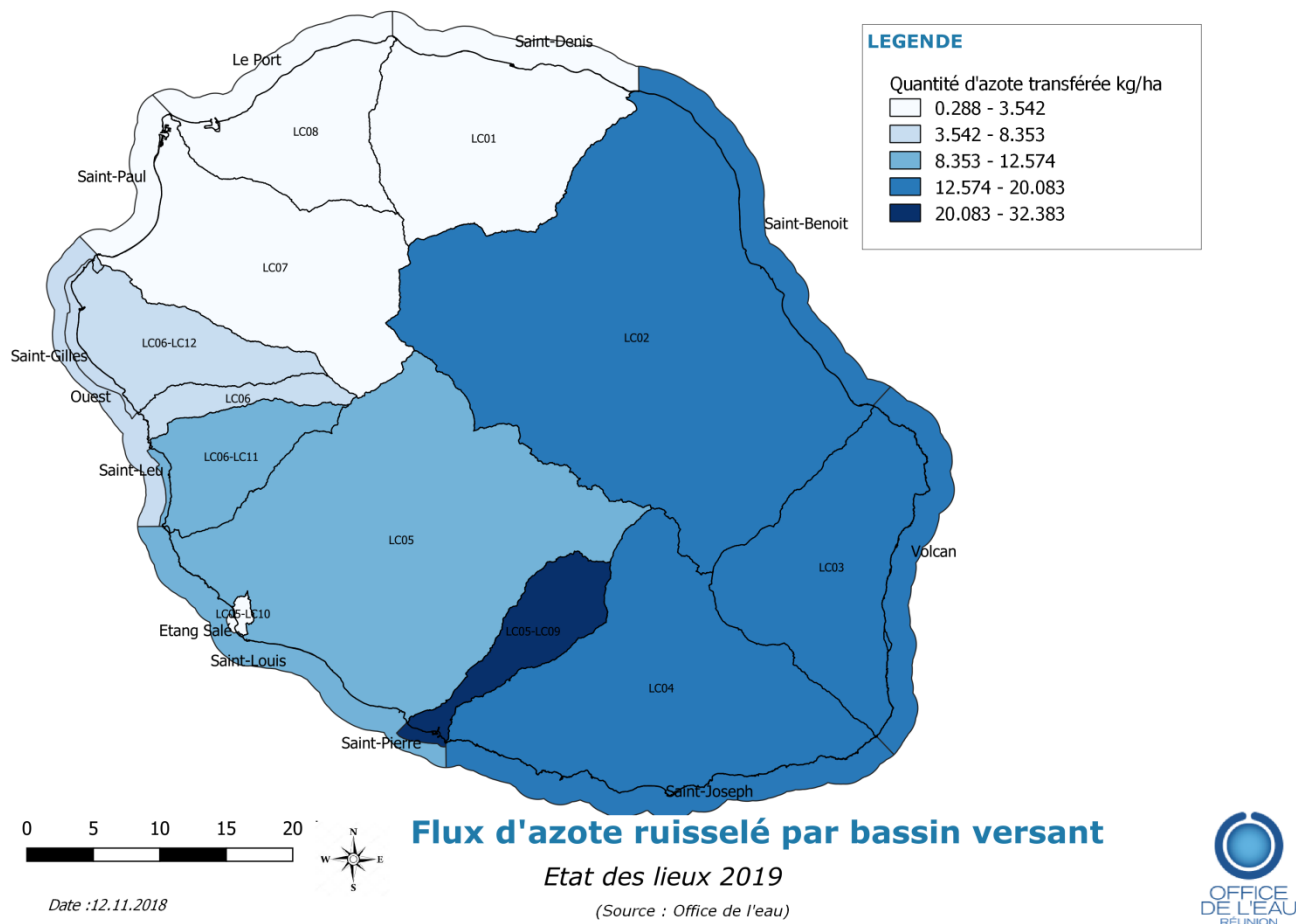 Saint-Denis
Le Port
LEGENDE
Quantité d'azote transférée kg/ha
0.288 - 3.542
3.542 - 8.353
8.353 - 12.574
12.574 - 20.083
20.083 - 32.383
LC08
LC01
Saint-Paul
Saint-Benoit
LC07
LC02
LC06-LC12
Saint-Gilles
Ouest
LC06
LC06-LC11
Saint-Leu
LC05
Volcan
LC03
LC05-LC10
Etang Salé
LC05-LC09
Saint-Louis
LC04
Saint-Pierre
Saint-Joseph
0 5 10 15 20
N
W E
S
Flux d'azote ruisselé par bassin versant
Etat des lieux 2019
(Source : Office de l'eau)
Date :12.11.2018
OFFICE
DE L'EAU
RÉUNION